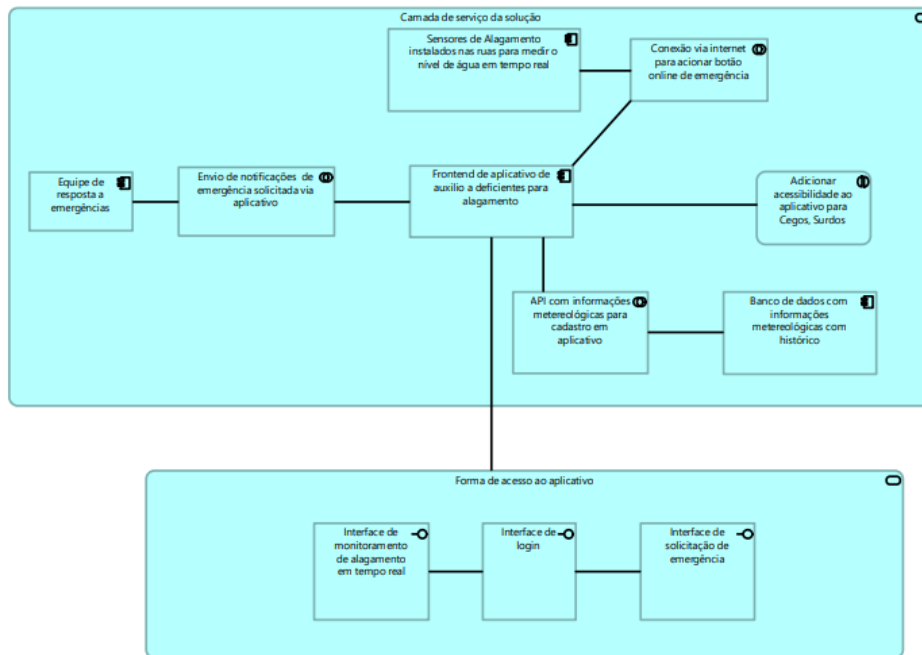 Camada de serviço da solução
Sensores de Alagamento
instalados nas ruas para medir o
nível de água em tempo real
Conexão via internet
para acionar botão
online de emergência
Equipe de
resposta a
emergências
Envio de notificações de
emergência solicitada via
aplicativo
Frontend de aplicativo de
auxilio a deficientes para
alagamento
Adicionar
acessibilidade ao
aplicativo para
Cegos, Surdos
API com informações
metereológicas para
cadastro em
aplicativo
Banco de dados com
informações
metereológicas com
histórico
Forma de acesso ao aplicativo
Interface de
monitoramento
de alagamento
em tempo real
Interface de
login
Interface de
solicitação de
emergência